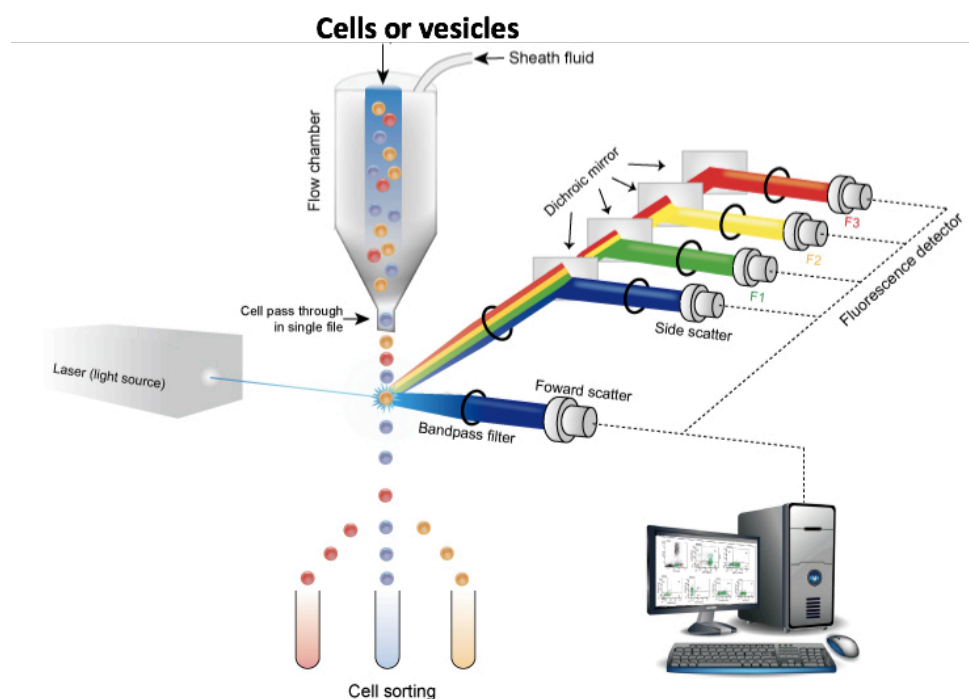 Cells or vesicles
Sheath fluid
Flow chamber
Dichroic mirror
F3
F2
F1
Fluorescence detector
Cell pass through
in single file
Side scatter
Laser (light source)
Foward scatter
Bandpass filter
Cell sorting